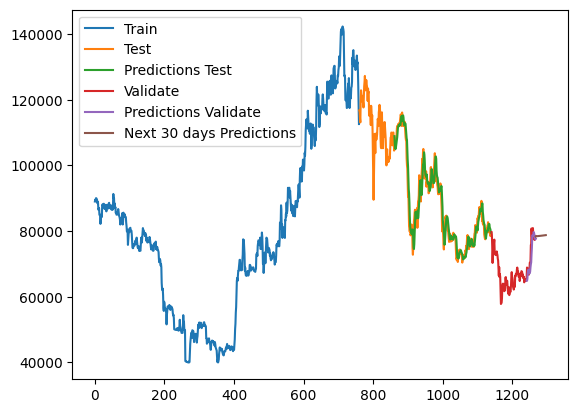 Train
Test
Predictions Test
Validate
Predictions Validate
Next 30 days Predictions
140000
120000
100000
80000
60000
40000
0 200 400 600 800 1000 1200